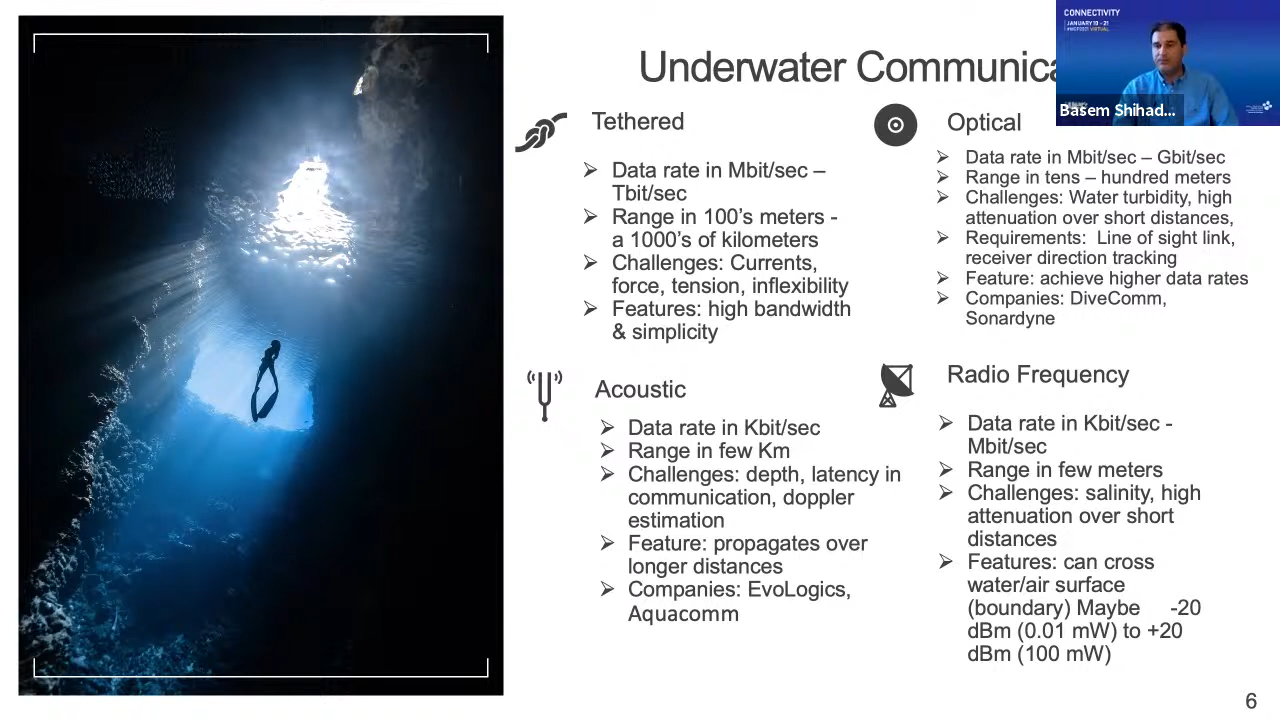 Underwater Communica
CONNECTIVITY
JANUARY 19 - 21
#WEF2021 VIRTUAL
Basem Shihad...
Tethered
➢ Data rate in Mbit/sec –
Tbit/sec
➢ Range in 100’s meters -
a 1000’s of kilometers
➢ Challenges: Currents,
force, tension, inflexibility
➢ Features: high bandwidth
& simplicity
Optical
➢ Data rate in Mbit/sec – Gbit/sec
➢ Range in tens – hundred meters
➢ Challenges: Water turbidity, high
attenuation over short distances,
➢ Requirements: Line of sight link,
receiver direction tracking
➢ Feature: achieve higher data rates
➢ Companies: DiveComm,
Sonardyne
Acoustic
➢ Data rate in Kbit/sec
➢ Range in few Km
➢ Challenges: depth, latency in
communication, doppler
estimation
➢ Feature: propagates over
longer distances
➢ Companies: EvoLogics,
Aquacomm
Radio Frequency
➢ Data rate in Kbit/sec -
Mbit/sec
➢ Range in few meters
➢ Challenges: salinity, high
attenuation over short
distances
➢ Features: can cross
water/air surface
(boundary) Maybe -20
dBm (0.01 mW) to +20
dBm (100 mW)
6